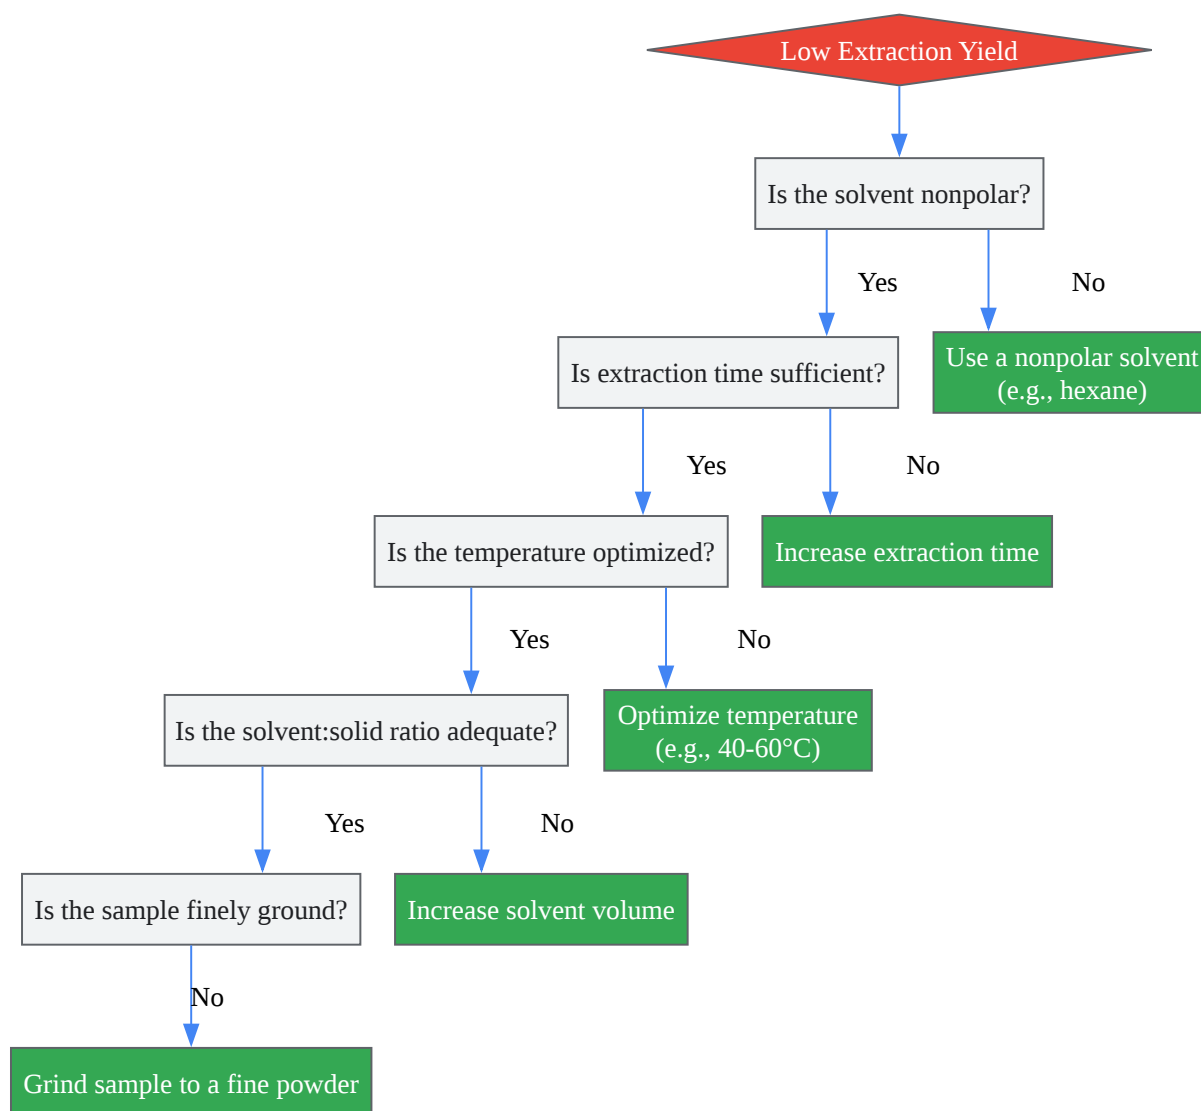 Low Extraction Yield
Is the solvent nonpolar?
Yes
No
Is extraction time sufficient?
Use a nonpolar solvent
(e.g., hexane)
Yes
No
Is the temperature optimized?
Increase extraction time
Yes
No
Is the solvent:solid ratio adequate?
Optimize temperature
(e.g., 40-60°C)
Yes
No
Is the sample finely ground?
Increase solvent volume
No
Grind sample to a fine powder